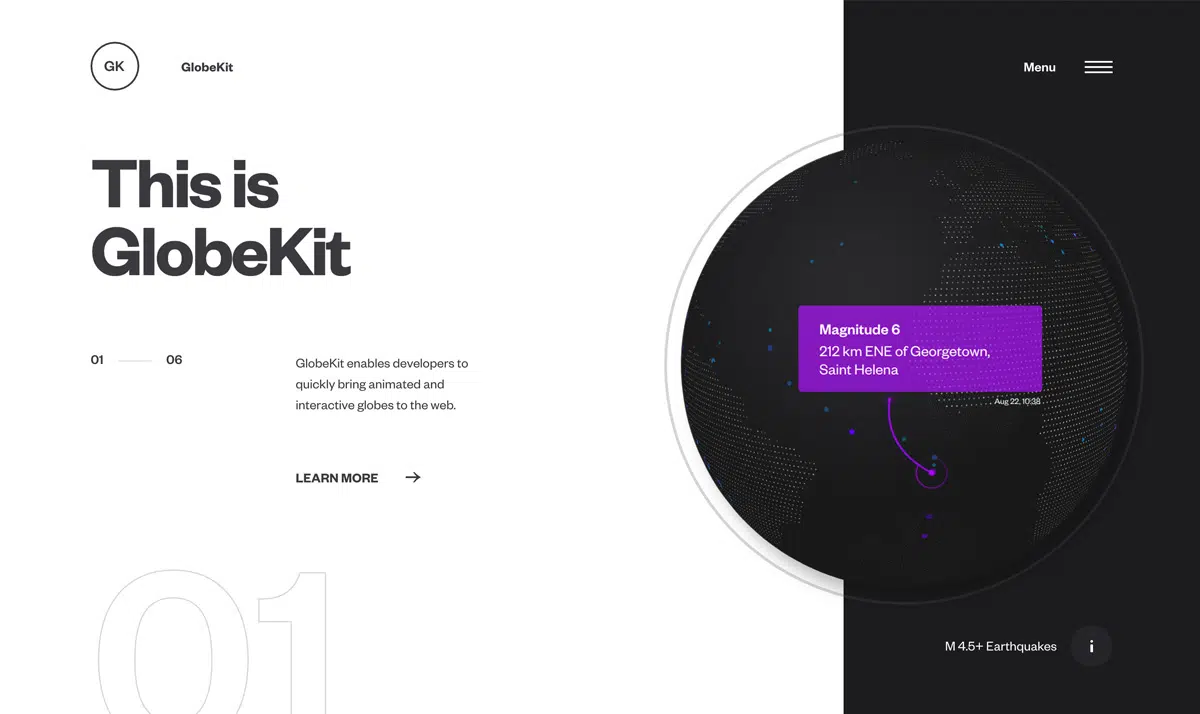 GK
GlobeKit
Menu
This is
GlobeKit
01
06
GlobeKit enables developers to
quickly bring animated and
interactive globes to the web.
LEARN MORE
Magnitude 6
212 km ENE of Georgetown,
Saint Helena
Aug 22, 10:38
01
M 4.5+ Earthquakes
i